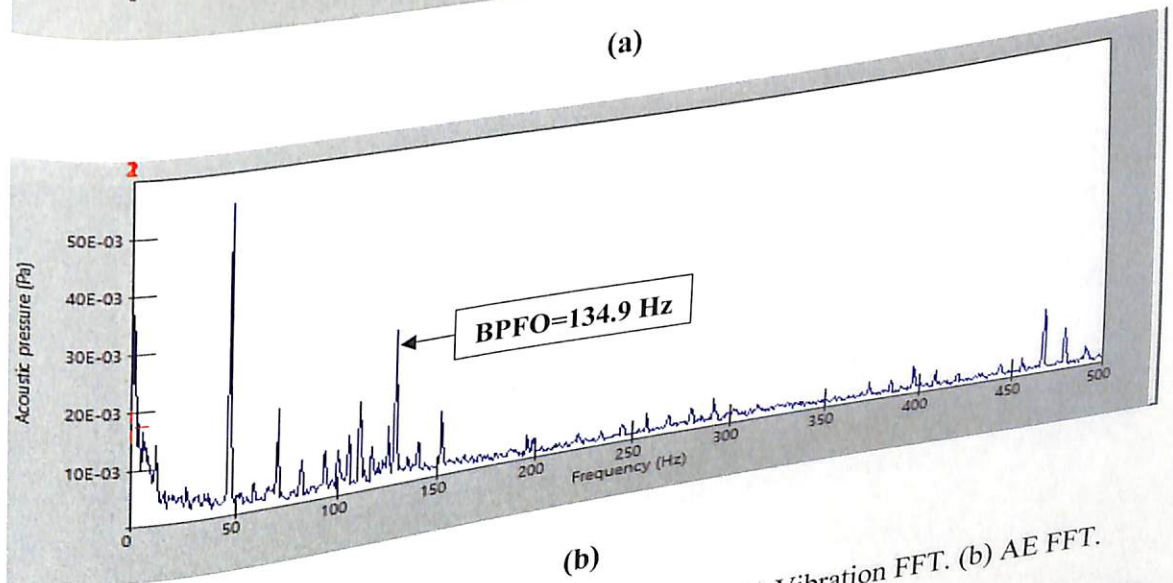 (a)
50E-03
40E-03
30E-03
20E-03
10E-03
Acoustic pressure (Pa)
BPFO=134.9 Hz
0
50
100
150
200
250
300
350
400
450
500
Frequency (Hz)
(b)
Vibration FFT. (b) AE FFT.